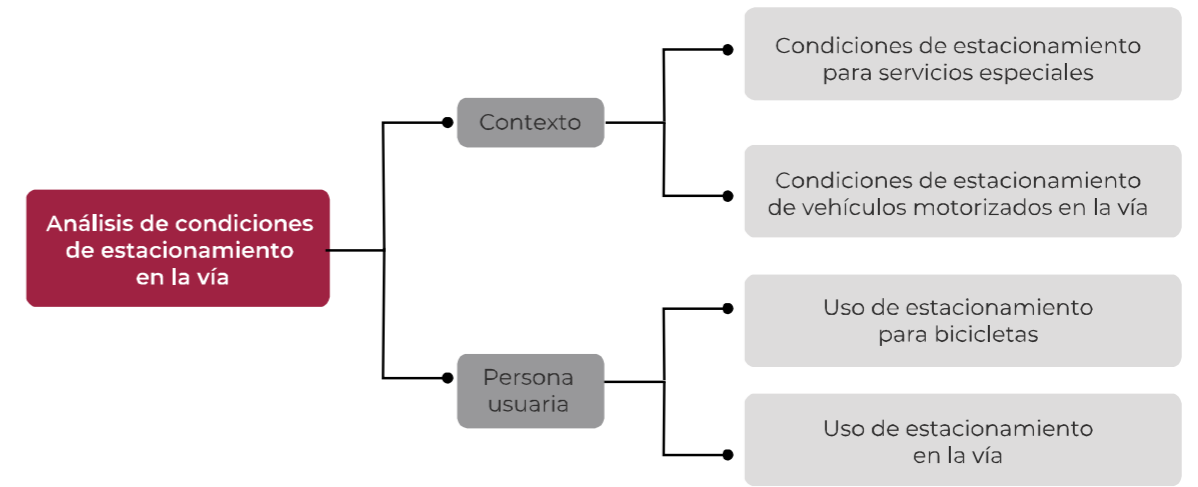 Análisis de condiciones
de estacionamiento
en la vía
Contexto
Condiciones de estacionamiento
para servicios especiales
Condiciones de estacionamiento
de vehículos motorizados en la vía
Persona
usuaria
Uso de estacionamiento
para bicicletas
Uso de estacionamiento
en la vía